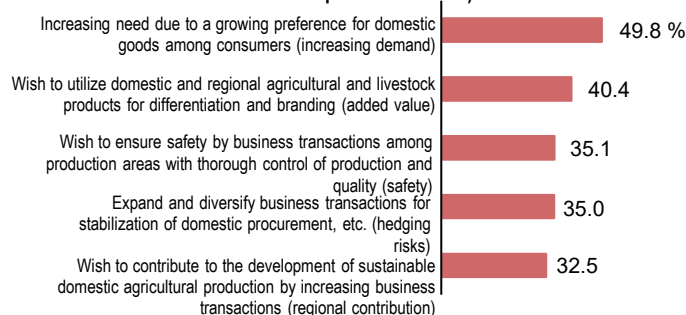 Increasing need due to a growing preference for domestic
goods among consumers (increasing demand)
49.8 %
Wish to utilize domestic and regional agricultural and livestock
products for differentiation and branding (added value)
40.4
Wish to ensure safety by business transactions among
production areas with thorough control of production and
quality (safety)
35.1
Expand and diversify business transactions for
stabilization of domestic procurement, etc. (hedging
risks)
35.0
Wish to contribute to the development of sustainable
domestic agricultural production by increasing business
transactions (regional contribution)
32.5